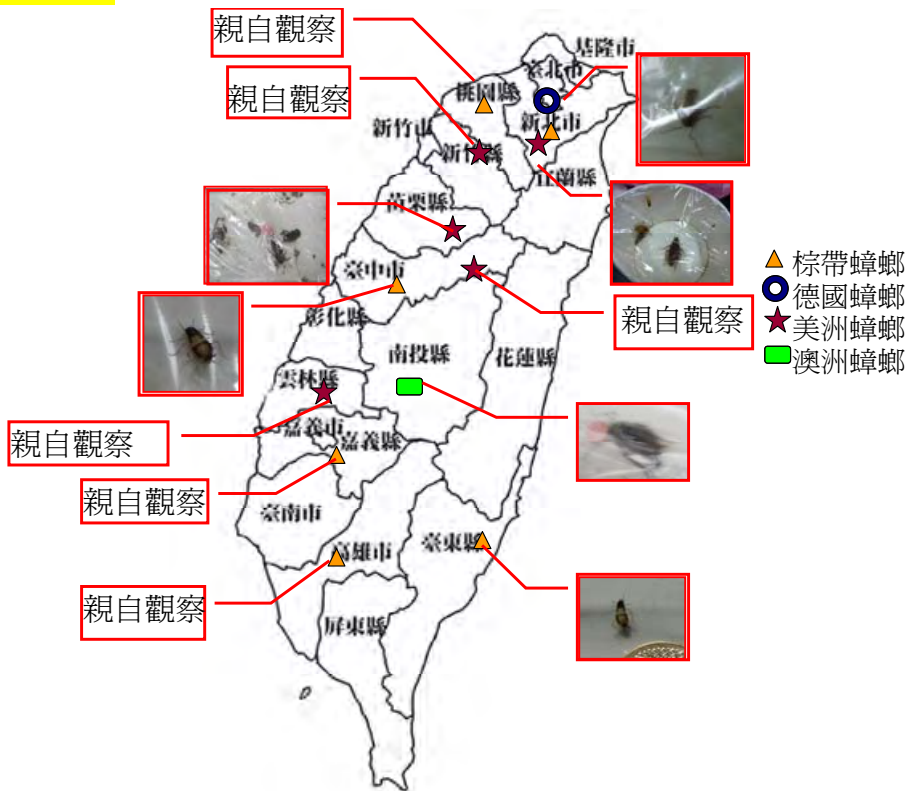 親自觀察
基隆市
臺北市
親自觀察
桃園縣
新北市
新竹市
新竹縣
宜蘭縣
苗栗縣
臺中市
棕帶蟑螂
德國蟑螂
親自觀察
美洲蟑螂
彰化縣
南投縣
花蓮縣
澳洲蟑螂
雲林縣
親自觀察
嘉義市
嘉義縣
親自觀察
臺南市
高雄市
臺東縣
親自觀察
屏東縣